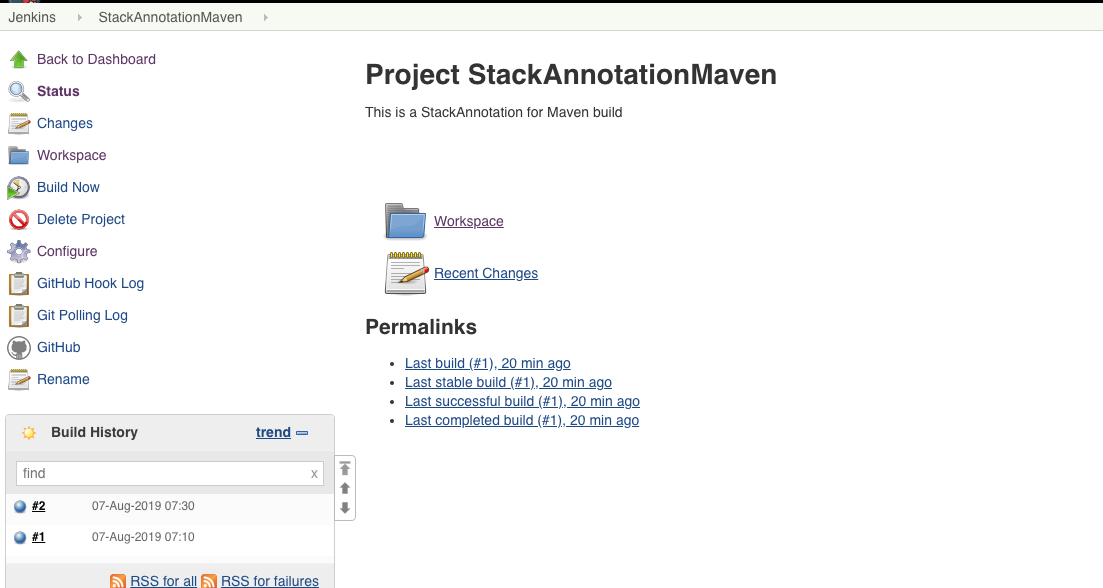 Jenkins StackAnnotationMaven
Back to Dashboard
Status
Changes
Workspace
Build Now
Delete Project
Configure
GitHub Hook Log
Git Polling Log
GitHub
Rename
Build History trend
find x
#2 07-Aug-2019 07:30
#1 07-Aug-2019 07:10
RSS for all RSS for failures
Project StackAnnotationMaven
This is a StackAnnotation for Maven build
Workspace
Recent Changes
Permalinks
Last build (#1), 20 min ago
Last stable build (#1), 20 min ago
Last successful build (#1), 20 min ago
Last completed build (#1), 20 min ago